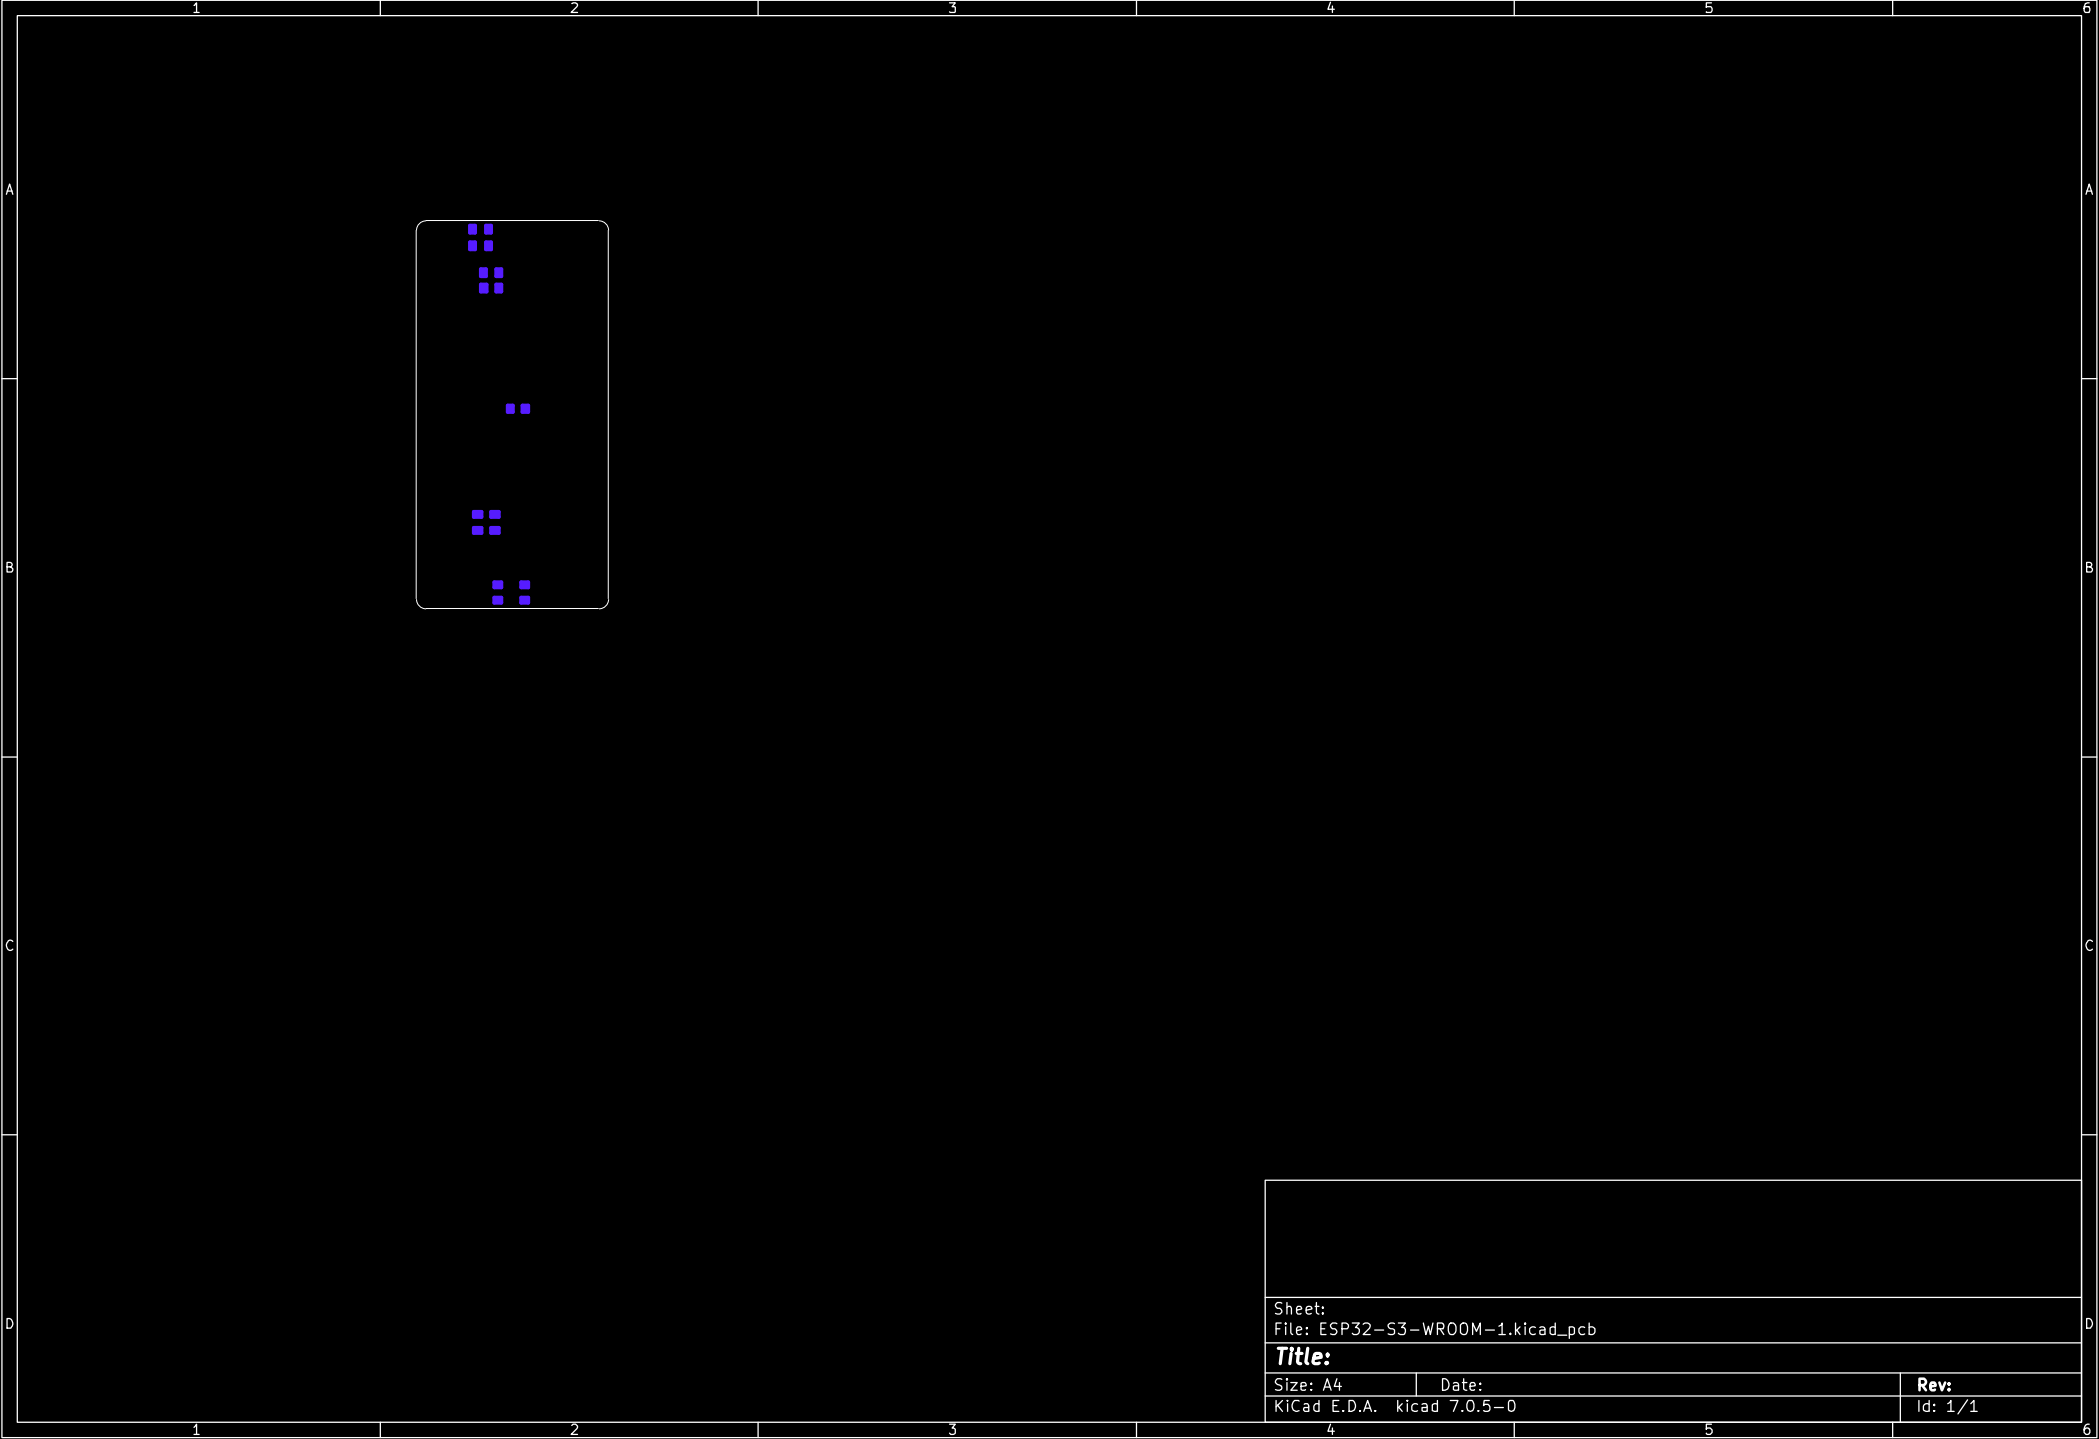 1 2 3 4 5 6
A A
B B
C C
Sheet:
File: ESP32-S3-WROOM-1.kicad_pcb
D D
Title:
Size: A4 Date: Rev:
KiCad E.D.A. kicad 7.0.5-0 Id: 1/1
1 2 3 4 5 6